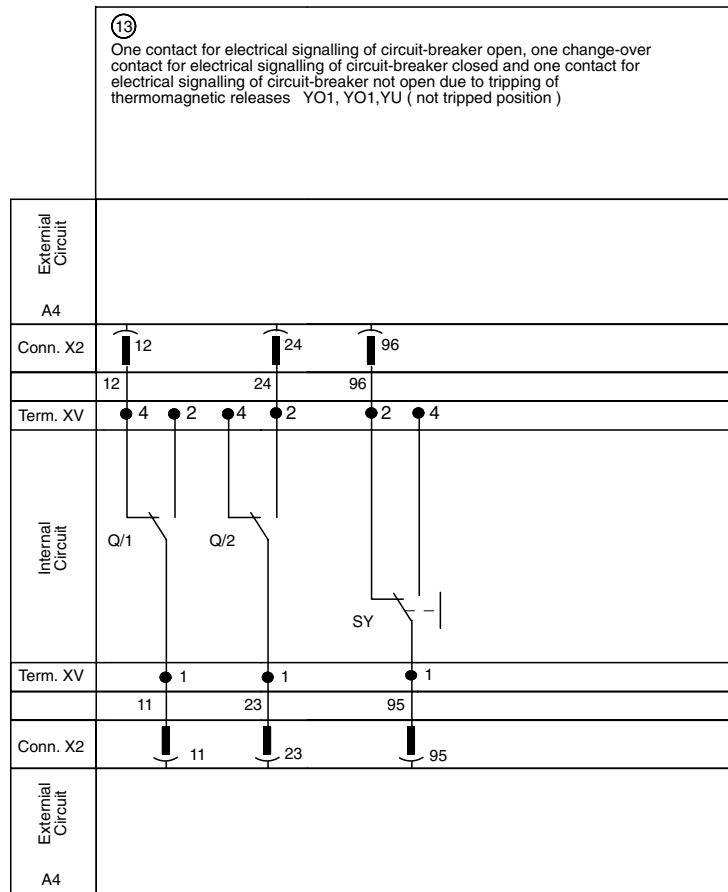 13
One contact for electrical signalling of circuit-breaker open, one change-over
contact for electrical signalling of circuit-breaker closed and one contact for
electrical signalling of circuit-breaker not open due to tripping of
thermomagnetic releases YO1, YO1,YU ( not tripped position )
Externial
Circuit
A4
Conn. X2 12 24 96
12 24 96
Term. XV 4 2 4 2 2 4
Internal
Circuit
Q/1 Q/2
SY
Term. XV 1 1 1
11 23 95
Conn. X2 11 23 95
Externial
Circuit
A4